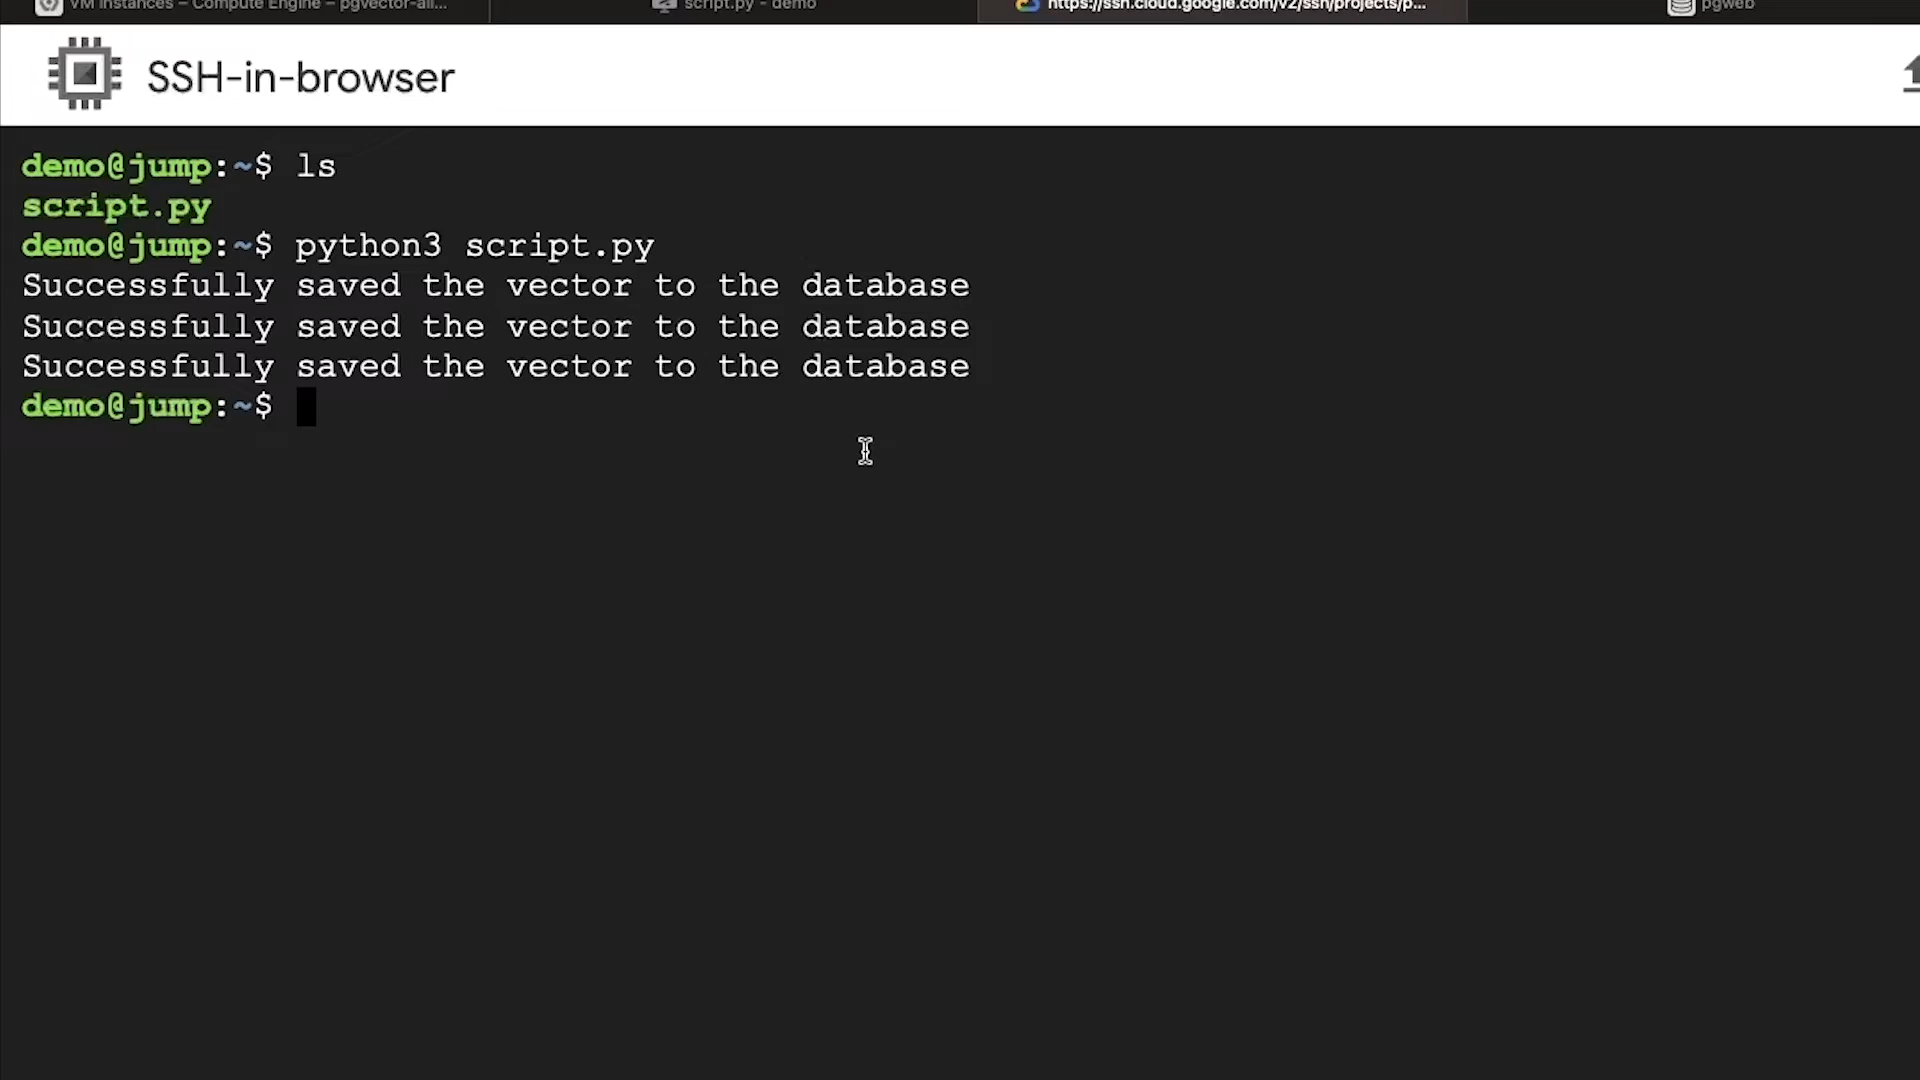 VM instances – Compute Engine – pgvector-all...
script.py - demo
https://ssh.cloud.google.com/v2/ssh/projects/p...
pgweb
SSH-in-browser
demo@jump:~$ ls
script.py
demo@jump:~$ python3 script.py
Successfully saved the vector to the database
Successfully saved the vector to the database
Successfully saved the vector to the database
demo@jump:~$